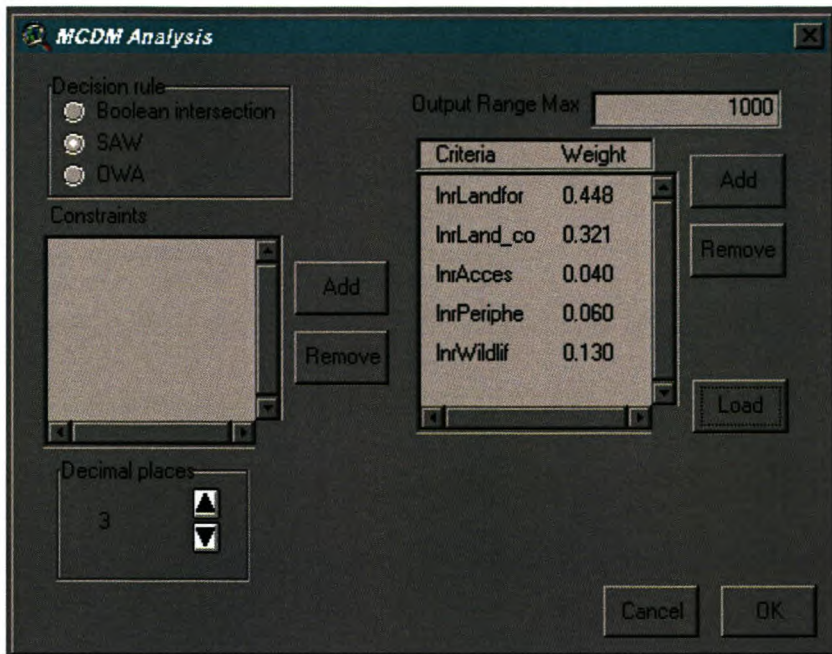 MCDM Analysis
Decision rule
Boolean intersection
SAW
OWA
Output Range Max 1000
Criteria Weight
lnrLandfor 0.448
lnrLand_co 0.321
lnrAcces 0.040
lnrPeriphe 0.060
lnrWildlif 0.130
Add
Remove
Load
Constraints
Add
Remove
Decimal places
3
Cancel OK